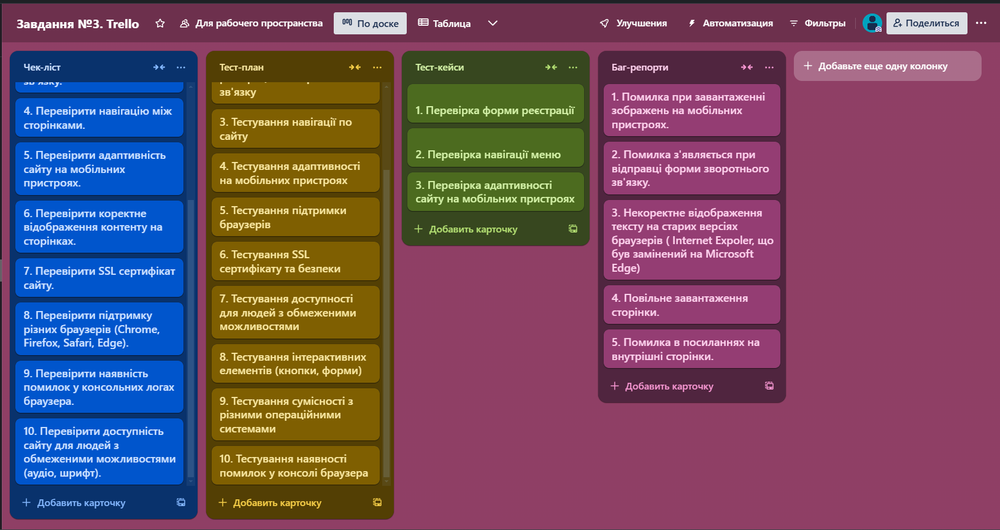 Завдання №3. Trello
Для рабочего пространства
По доске
Таблица
Улучшения
Автоматизация
Фильтры
Поделиться
Чек-ліст
зв'язку.
4. Перевірити навігацію між
сторінками.
5. Перевірити адаптивність
сайту на мобільних
пристроях.
6. Перевірити коректне
відображення контенту на
сторінках.
7. Перевірити SSL сертифікат
сайту.
8. Перевірити підтримку
різних браузерів (Chrome,
Firefox, Safari, Edge).
9. Перевірити наявність
помилок у консольних логах
браузера.
10. Перевірити доступність
сайту для людей з
обмеженими можливостями
(аудіо, шрифт).
Добавить карточку
Тест-план
зв'язку
3. Тестування навігації по
сайту
4. Тестування адаптивності
на мобільних пристроях
5. Тестування підтримки
браузерів
6. Тестування SSL
сертифікату та безпеки
7. Тестування доступності
для людей з обмеженими
можливостями
8. Тестування інтерактивних
елементів (кнопки, форми)
9. Тестування сумісності з
різними операційними
системами
10. Тестування наявності
помилок у консолі браузера
Добавить карточку
Тест-кейси
1. Перевірка форми реєстрації
2. Перевірка навігації меню
3. Перевірка адаптивності
сайту на мобільних пристроях
Добавить карточку
Баг-репорти
1. Помилка при завантаженні
зображень на мобільних
пристроях.
2. Помилка з'являється при
відправці форми зворотнього
зв'язку.
3. Некоректне відображення
тексту на старих версіях
браузерів ( Internet Expoler, що
був замінений на Microsoft
Edge)
4. Повільне завантаження
сторінки.
5. Помилка в посиланнях на
внутрішні сторінки.
Добавить карточку
Добавьте еще одну колонку